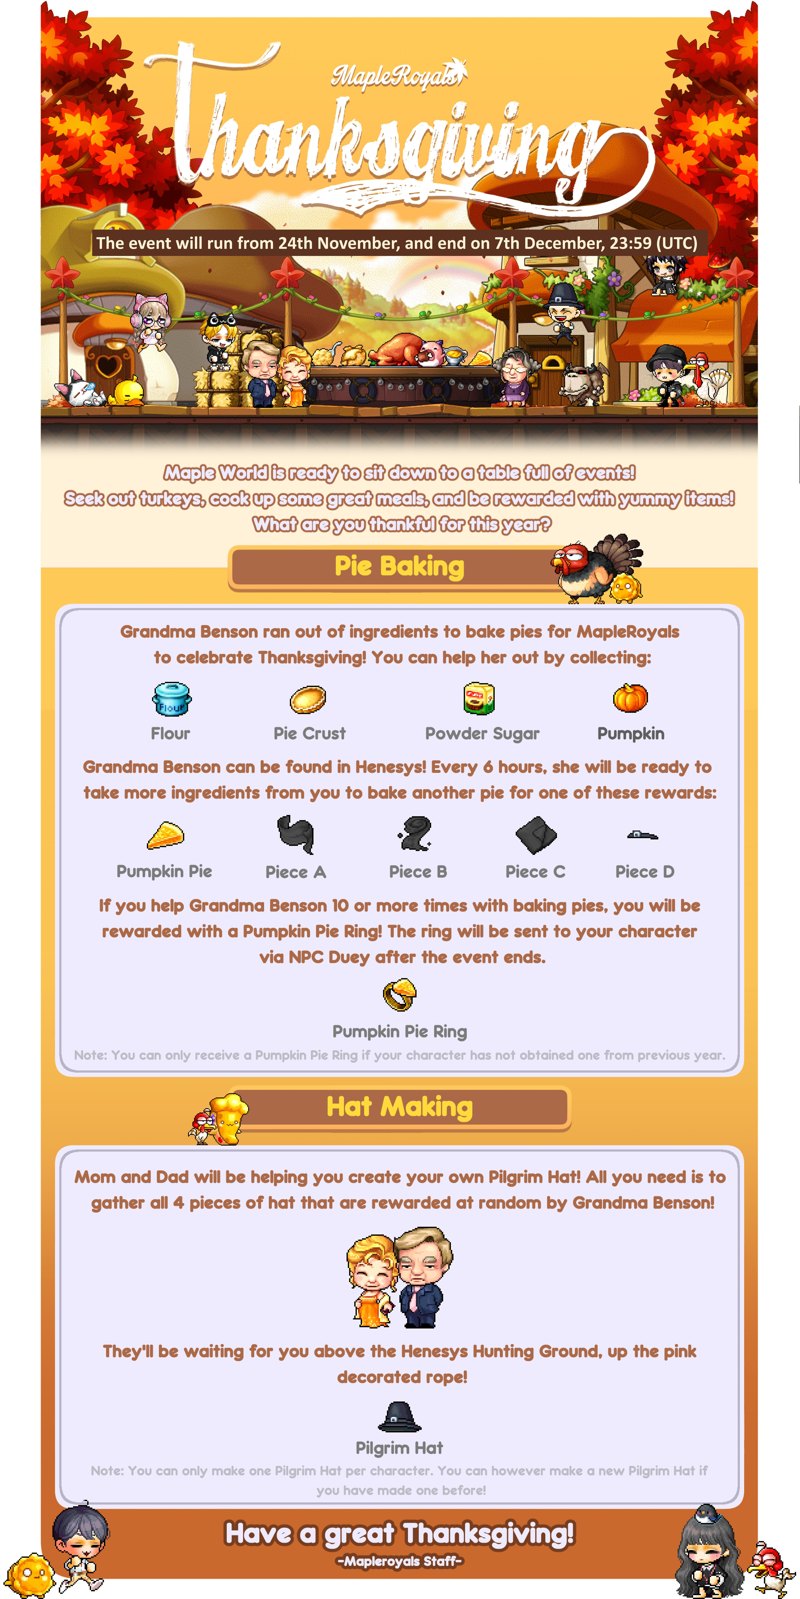 MapleRoyals
Thanksgiving
The event will run from 24th November, and end on 7th December, 23:59 (UTC)
Maple World is ready to sit down to a table full of events!
Seek out turkeys, cook up some great meals, and be rewarded with yummy items!
What are you thankful for this year?
Pie Baking
Grandma Benson ran out of ingredients to bake pies for MapleRoyals
to celebrate Thanksgiving! You can help her out by collecting:
FLOUR
Flour Pie Crust Powder Sugar Pumpkin
Grandma Benson can be found in Henesys! Every 6 hours, she will be ready to
take more ingredients from you to bake another pie for one of these rewards:
Pumpkin Pie Piece A Piece B Piece C Piece D
If you help Grandma Benson 10 or more times with baking pies, you will be
rewarded with a Pumpkin Pie Ring! The ring will be sent to your character
via NPC Duey after the event ends.
Pumpkin Pie Ring
Note: You can only receive a Pumpkin Pie Ring if your character has not obtained one from previous year.
Hat Making
Mom and Dad will be helping you create your own Pilgrim Hat! All you need is to
gather all 4 pieces of hat that are rewarded at random by Grandma Benson!
They'll be waiting for you above the Henesys Hunting Ground, up the pink
decorated rope!
Pilgrim Hat
Note: You can only make one Pilgrim Hat per character. You can however make a new Pilgrim Hat if
you have made one before!
Have a great Thanksgiving!
~Mapleroyals Staff~